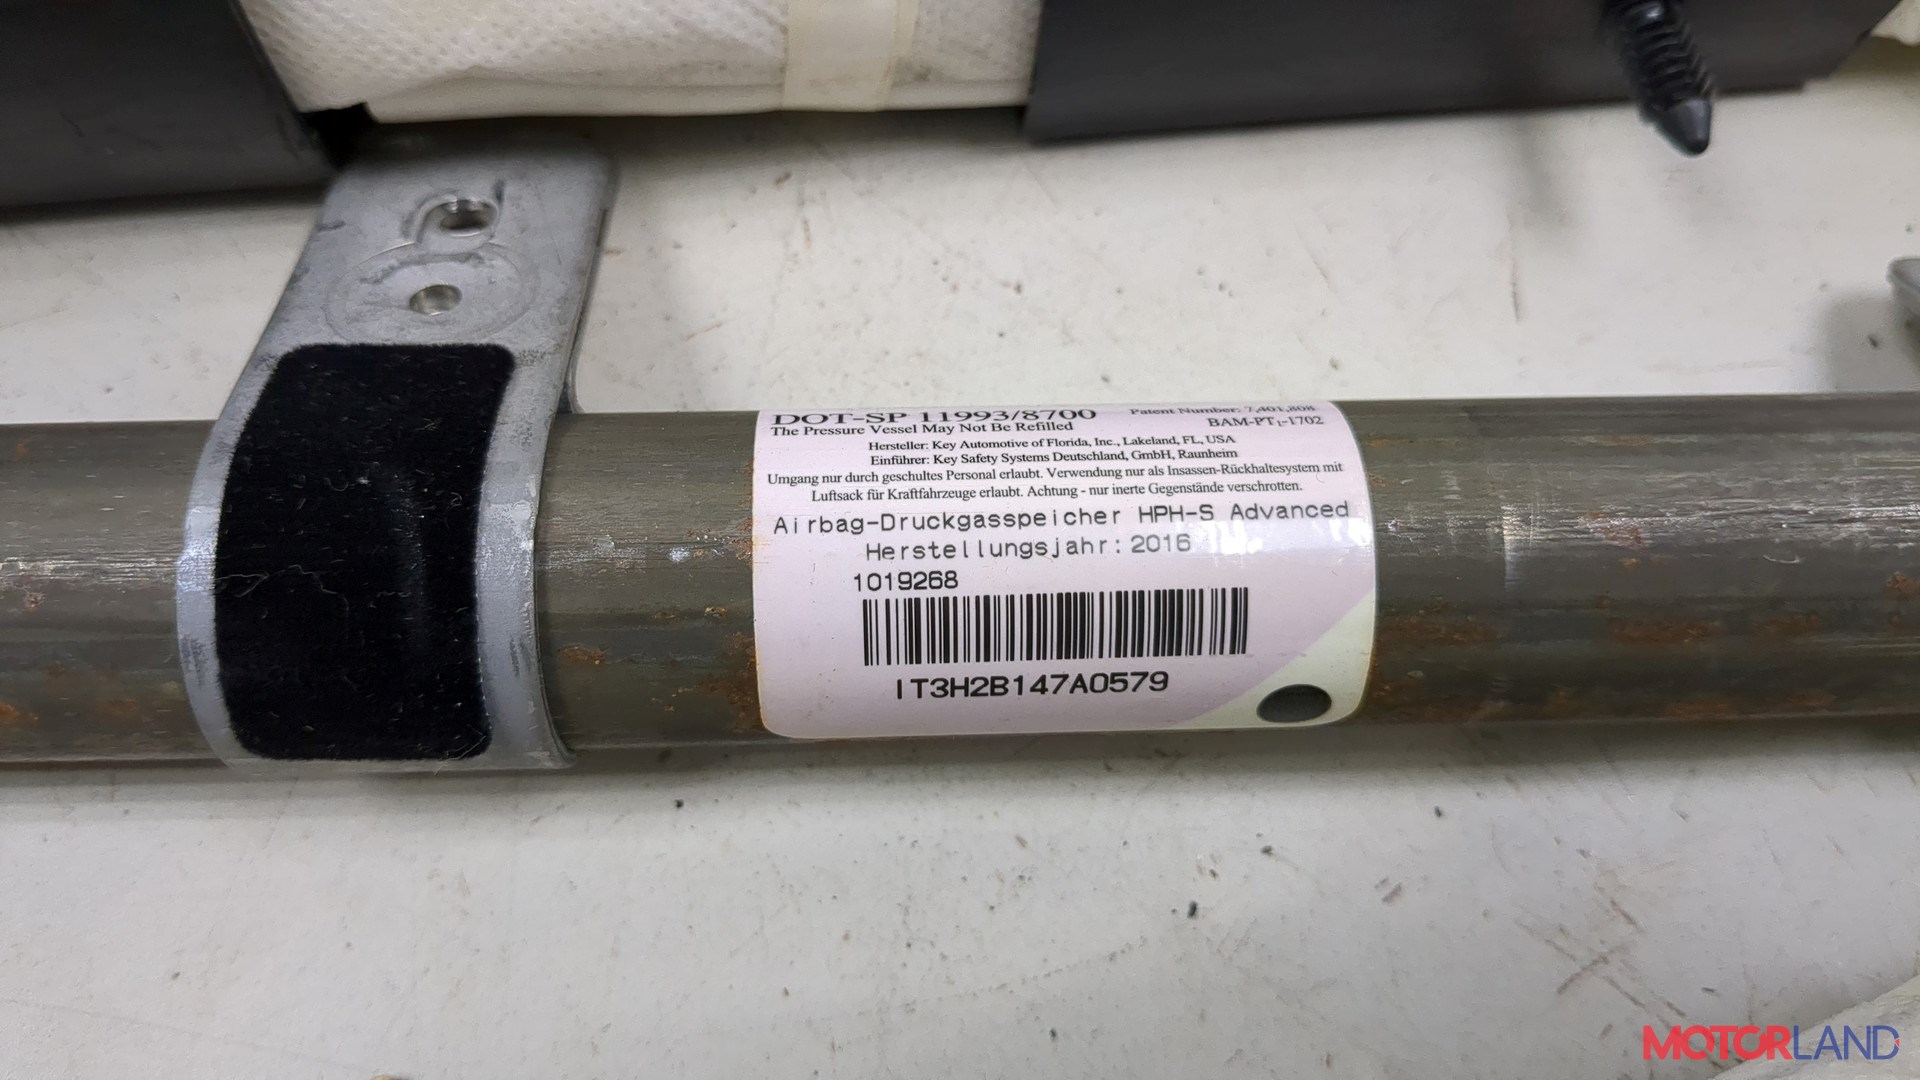 DOT-SP 11993/8700
Patent Number: 7,401,808
The Pressure Vessel May Not Be Refilled
BAM-PT₁-1702
Hersteller: Key Automotive of Florida, Inc., Lakeland, FL, USA
Einführer: Key Safety Systems Deutschland, GmbH, Raunheim
Umgang nur durch geschultes Personal erlaubt. Verwendung nur als Insassen-Rückhaltesystem mit
Luftsack für Kraftfahrzeuge erlaubt. Achtung - nur inerte Gegenstände verschrotten.
Airbag-Druckgasspeicher HPH-S Advanced
Herstellungsjahr: 2016
1019268
IT3H2B147A0579
MOTORLAND